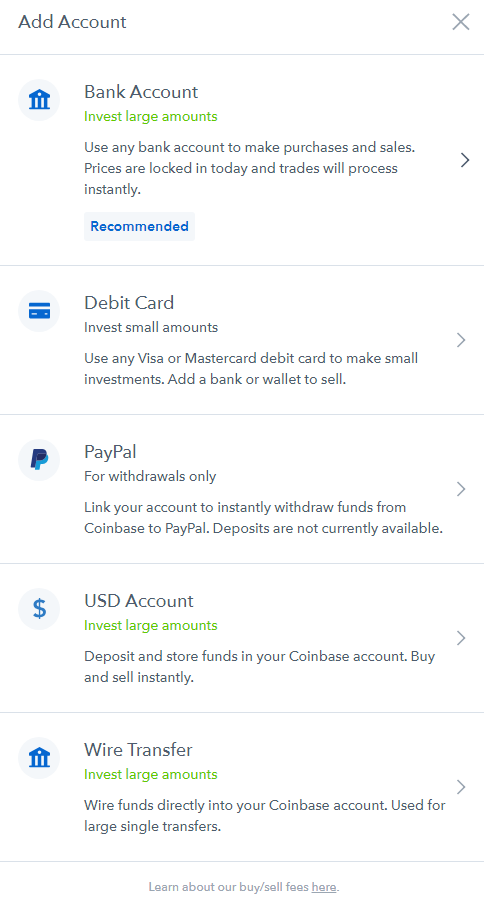 Add Account
Bank Account
Invest large amounts
Use any bank account to make purchases and sales.
Prices are locked in today and trades will process
instantly.
Recommended
Debit Card
Invest small amounts
Use any Visa or Mastercard debit card to make small
investments. Add a bank or wallet to sell.
PayPal
For withdrawals only
Link your account to instantly withdraw funds from
Coinbase to PayPal. Deposits are not currently available.
$
USD Account
Invest large amounts
Deposit and store funds in your Coinbase account. Buy
and sell instantly.
Wire Transfer
Invest large amounts
Wire funds directly into your Coinbase account. Used for
large single transfers.
Learn about our buy/sell fees here.